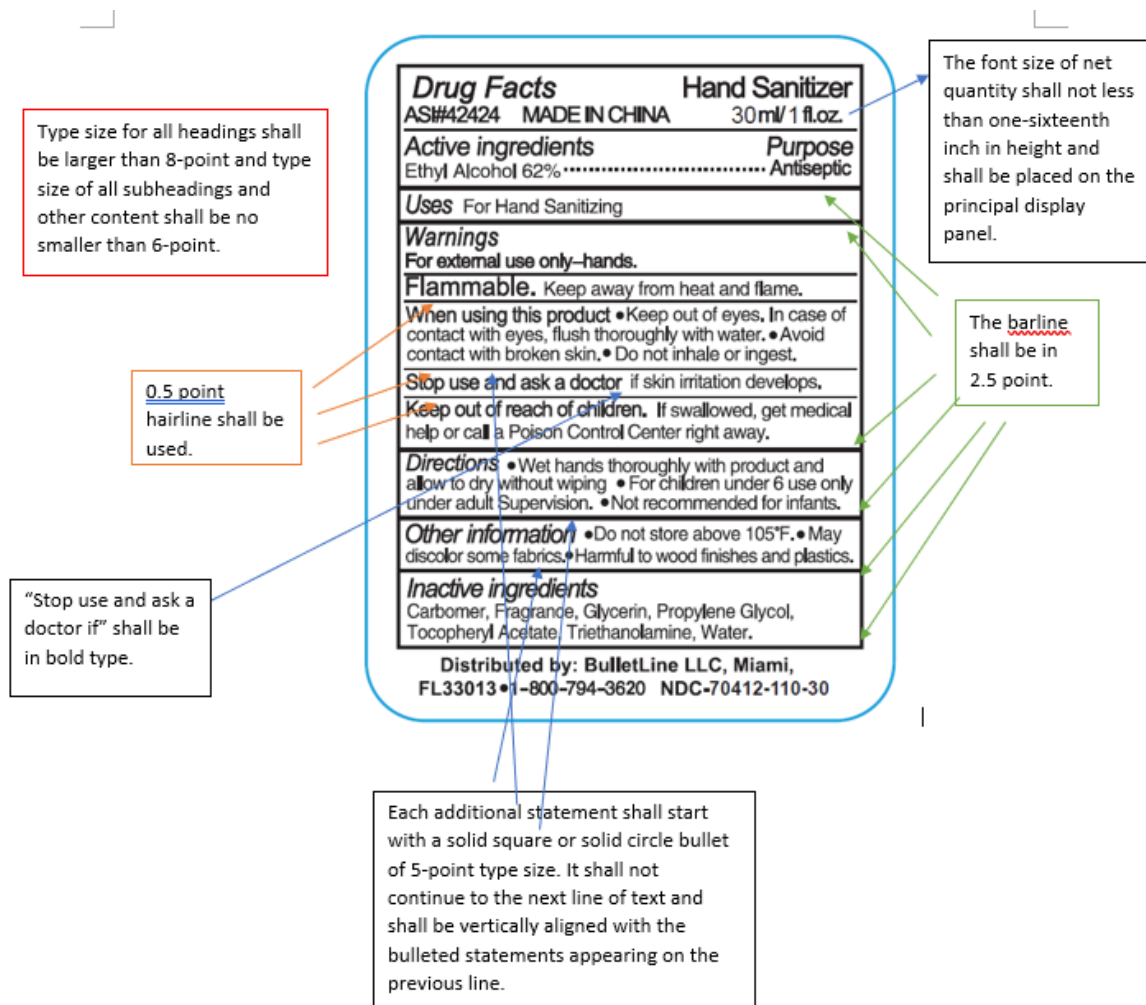 Type size for all headings shall
be larger than 8-point and type
size of all subheadings and
other content shall be no
smaller than 6-point.
Drug Facts Hand Sanitizer
ASI#42424 MADE IN CHINA 30ml/1fl.oz.
Active ingredients Purpose
Ethyl Alcohol 62%······································Antiseptic
Uses For Hand Sanitizing
Warnings
For external use only–hands.
Flammable. Keep away from heat and flame.
When using this product •Keep out of eyes. In case of
contact with eyes, flush thoroughly with water. •Avoid
contact with broken skin.• Do not inhale or ingest.
Stop use and ask a doctor if skin irritation develops.
Keep out of reach of children. If swallowed, get medical
help or call a Poison Control Center right away.
Directions •Wet hands thoroughly with product and
allow to dry without wiping • For children under 6 use only
under adult Supervision. •Not recommended for infants.
Other information •Do not store above 105°F.• May
discolor some fabrics.•Harmful to wood finishes and plastics.
Inactive ingredients
Carbomer, Fragrance, Glycerin, Propylene Glycol,
Tocopheryl Acetate, Triethanolamine, Water.
Distributed by: BulletLine LLC, Miami,
FL33013•1–800–794–3620 NDC-70412-110-30
The font size of net
quantity shall not less
than one-sixteenth
inch in height and
shall be placed on the
principal display
panel.
The barline
shall be in
2.5 point.
0.5 point
hairline shall be
used.
“Stop use and ask a
doctor if” shall be
in bold type.
Each additional statement shall start
with a solid square or solid circle bullet
of 5-point type size. It shall not
continue to the next line of text and
shall be vertically aligned with the
bulleted statements appearing on the
previous line.